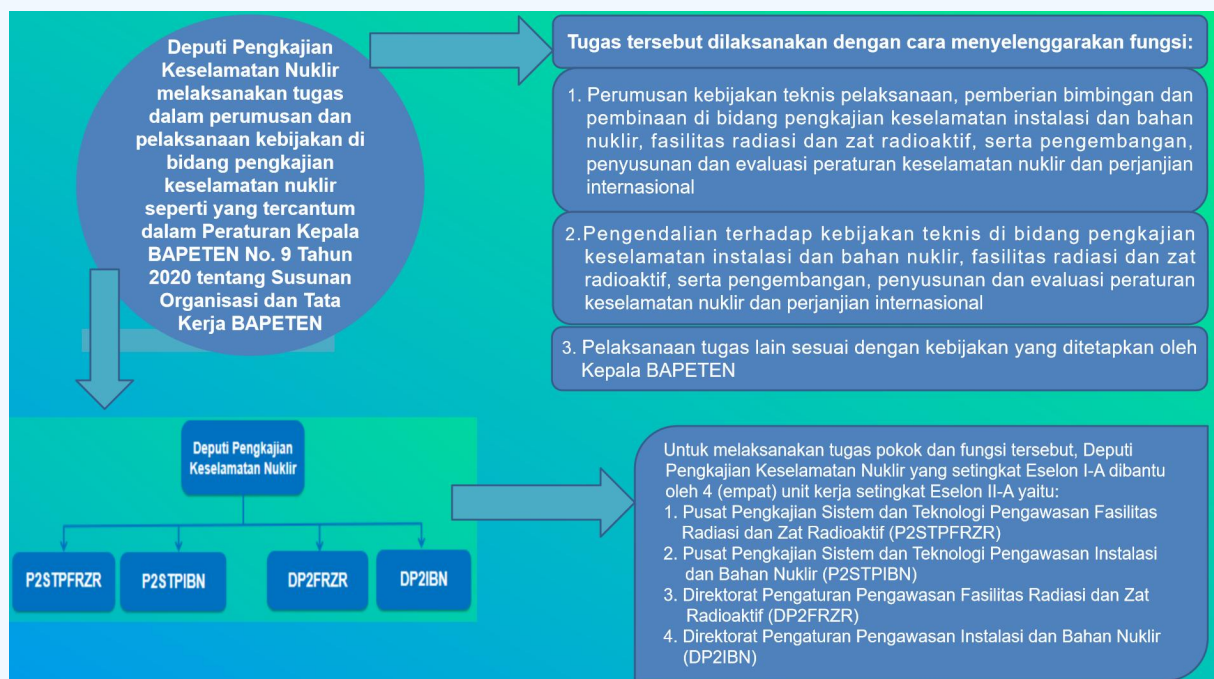 Deputi Pengkajian
Keselamatan Nuklir
melaksanakan tugas
dalam perumusan dan
pelaksanaan kebijakan di
bidang pengkajian
keselamatan nuklir
seperti yang tercantum
dalam Peraturan Kepala
BAPETEN No. 9 Tahun
2020 tentang Susunan
Organisasi dan Tata
Kerja BAPETEN
Tugas tersebut dilaksanakan dengan cara menyelenggarakan fungsi:
1. Perumusan kebijakan teknis pelaksanaan, pemberian bimbingan dan
pembinaan di bidang pengkajian keselamatan instalasi dan bahan
nuklir, fasilitas radiasi dan zat radioaktif, serta pengembangan,
penyusunan dan evaluasi peraturan keselamatan nuklir dan perjanjian
internasional
2.Pengendalian terhadap kebijakan teknis di bidang pengkajian
keselamatan instalasi dan bahan nuklir, fasilitas radiasi dan zat
radioaktif, serta pengembangan, penyusunan dan evaluasi peraturan
keselamatan nuklir dan perjanjian internasional
3. Pelaksanaan tugas lain sesuai dengan kebijakan yang ditetapkan oleh
Kepala BAPETEN
Deputi Pengkajian
Keselamatan Nuklir
P2STPFRZR
P2STPIBN
DP2FRZR
DP2IBN
Untuk melaksanakan tugas pokok dan fungsi tersebut, Deputi
Pengkajian Keselamatan Nuklir yang setingkat Eselon I-A dibantu
oleh 4 (empat) unit kerja setingkat Eselon II-A yaitu:
1. Pusat Pengkajian Sistem dan Teknologi Pengawasan Fasilitas
Radiasi dan Zat Radioaktif (P2STPFRZR)
2. Pusat Pengkajian Sistem dan Teknologi Pengawasan Instalasi
dan Bahan Nuklir (P2STPIBN)
3. Direktorat Pengaturan Pengawasan Fasilitas Radiasi dan Zat
Radioaktif (DP2FRZR)
4. Direktorat Pengaturan Pengawasan Instalasi dan Bahan Nuklir
(DP2IBN)